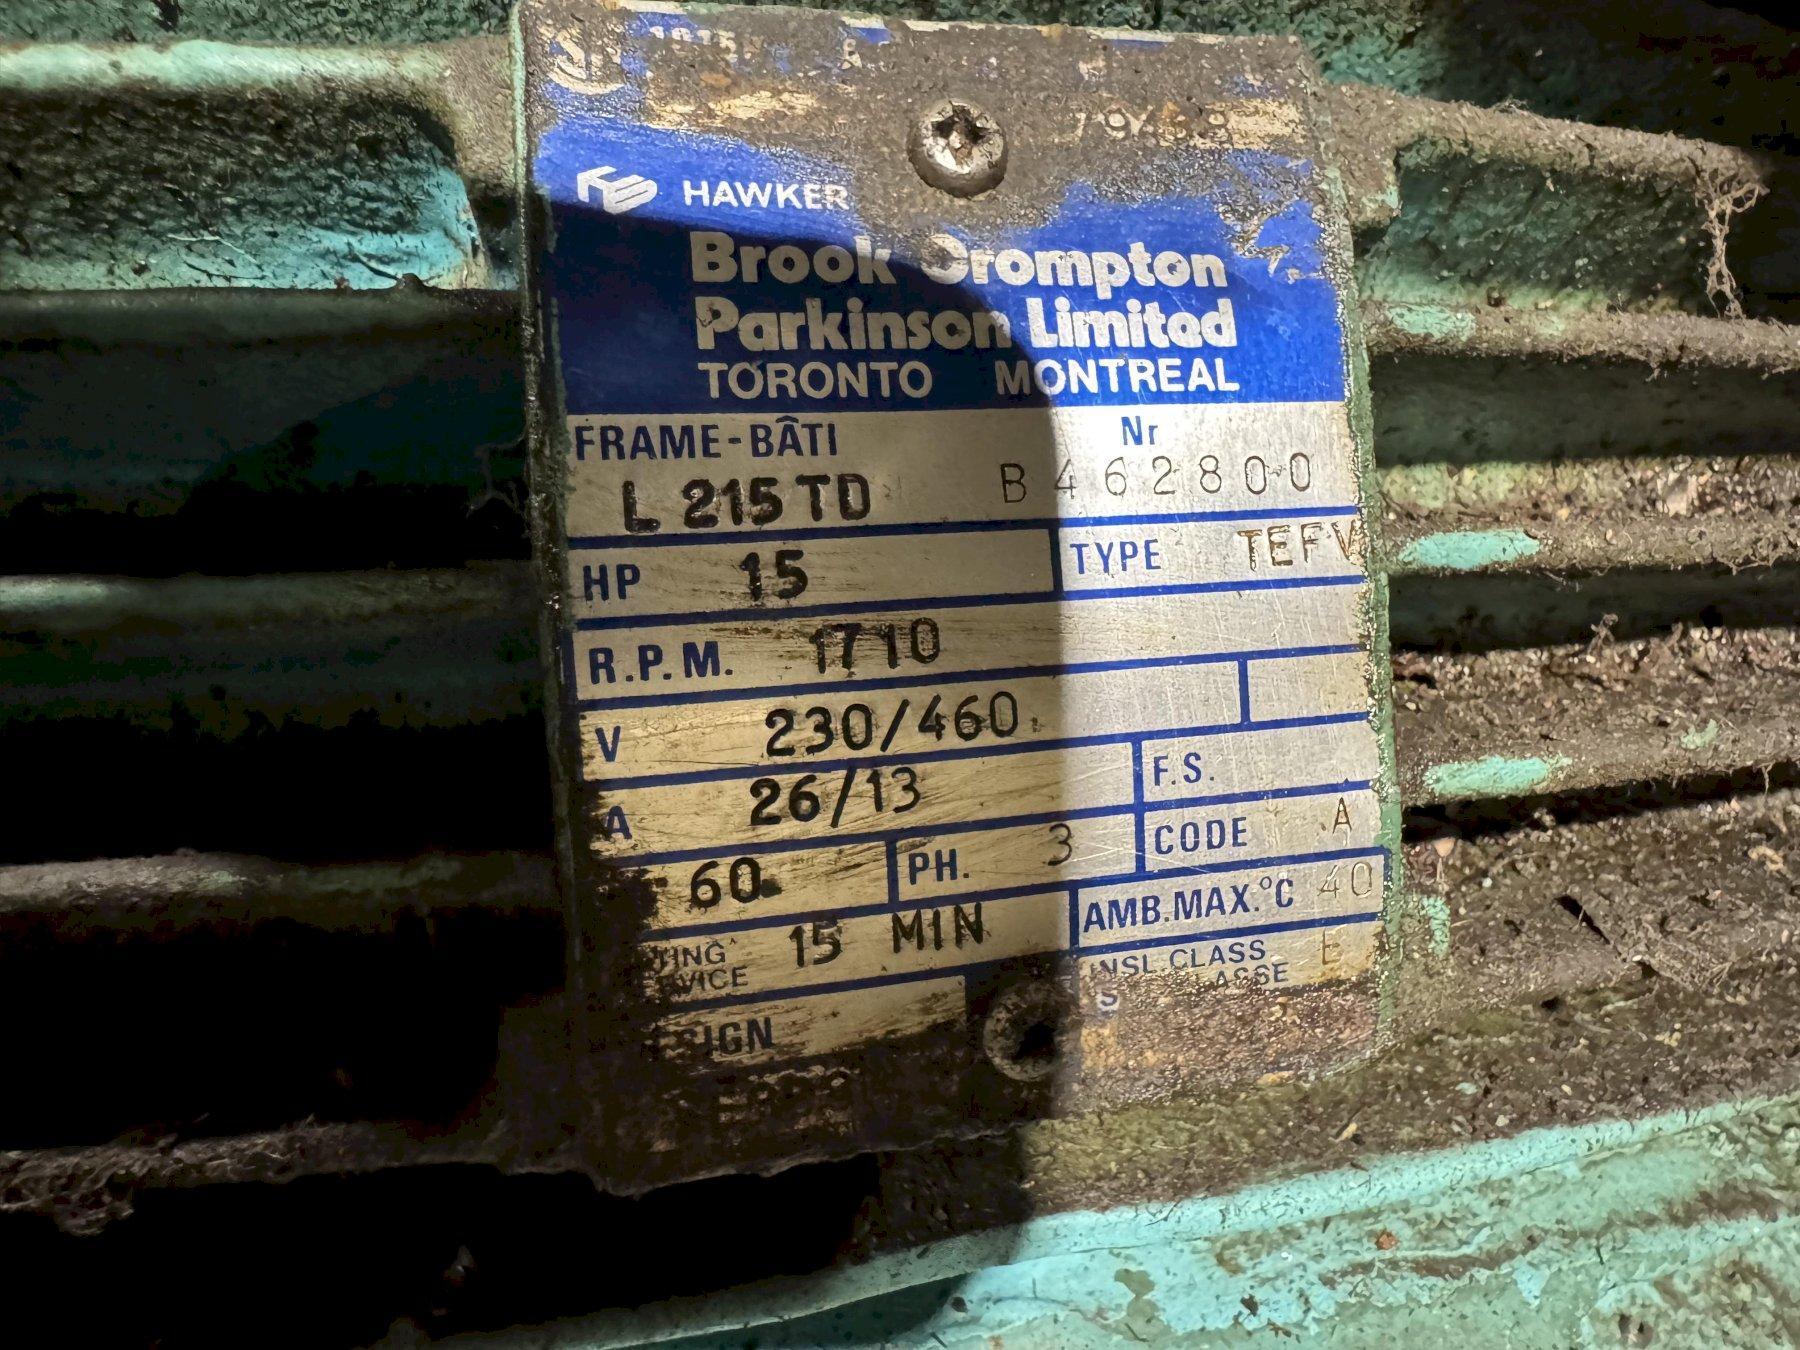 HAWKER
Brook Crompton
Parkinson Limited
TORONTO MONTREAL
FRAME-BÂTI Nr
L 215 TD B462800
HP 15 TYPE TEFV
R.P.M. 1710
V 230/460
A 26/13 F.S.
60 PH. 3 CODE A
15 MIN AMB.MAX.°C 40
INSL.CLASS E